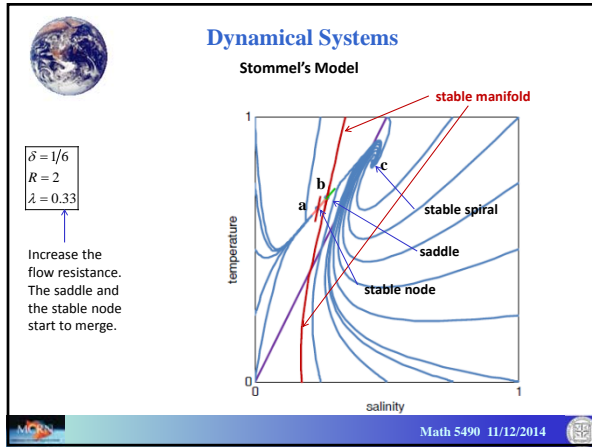 Dynamical Systems
Stommel's Model
stable manifold
δ = 1/6
R = 2
λ = 0.33
Increase the
flow resistance.
The saddle and
the stable node
start to merge.
1
b
a
c
stable spiral
saddle
stable node
temperature
0
0
1
salinity
MCRN
Math 5490 11/12/2014